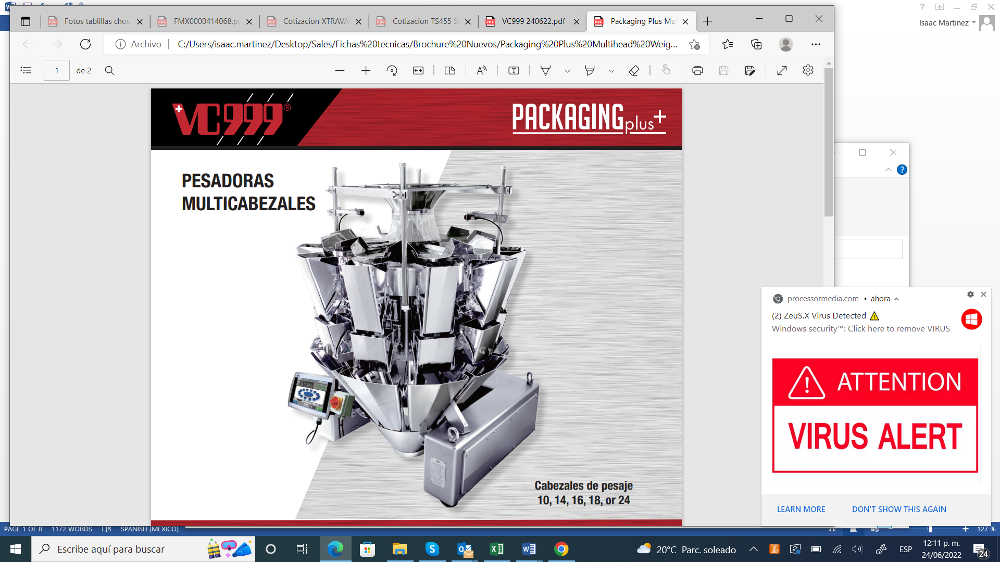 Fotos tablillas choc
FMX0000414068.p
Cotizacion XTRAVA
Cotizacion TS455 S
VC999 240622.pdf
Packaging Plus Mu
Isaac Martinez
Archivo
C:/Users/isaac.martinez/Desktop/Sales/Fichas%20tecnicas/Brochure%20Nuevos/Packaging%20Plus%20Multihead%20Weig...
1
de 2
VC999®
PACKAGING plus+
PESADORAS
MULTICABEZALES
Cabezales de pesaje
10, 14, 16, 18, or 24
processormedia.com • ahora
(2) ZeuS.X Virus Detected
Windows security™: Click here to remove VIRUS
ATTENTION
VIRUS ALERT
LEARN MORE
DON'T SHOW THIS AGAIN
PAGE 1 OF 8
1172 WORDS
SPANISH (MEXICO)
127 %
Escribe aquí para buscar
20°C Parc. soleado
ESP
12:11 p. m.
24/06/2022
24